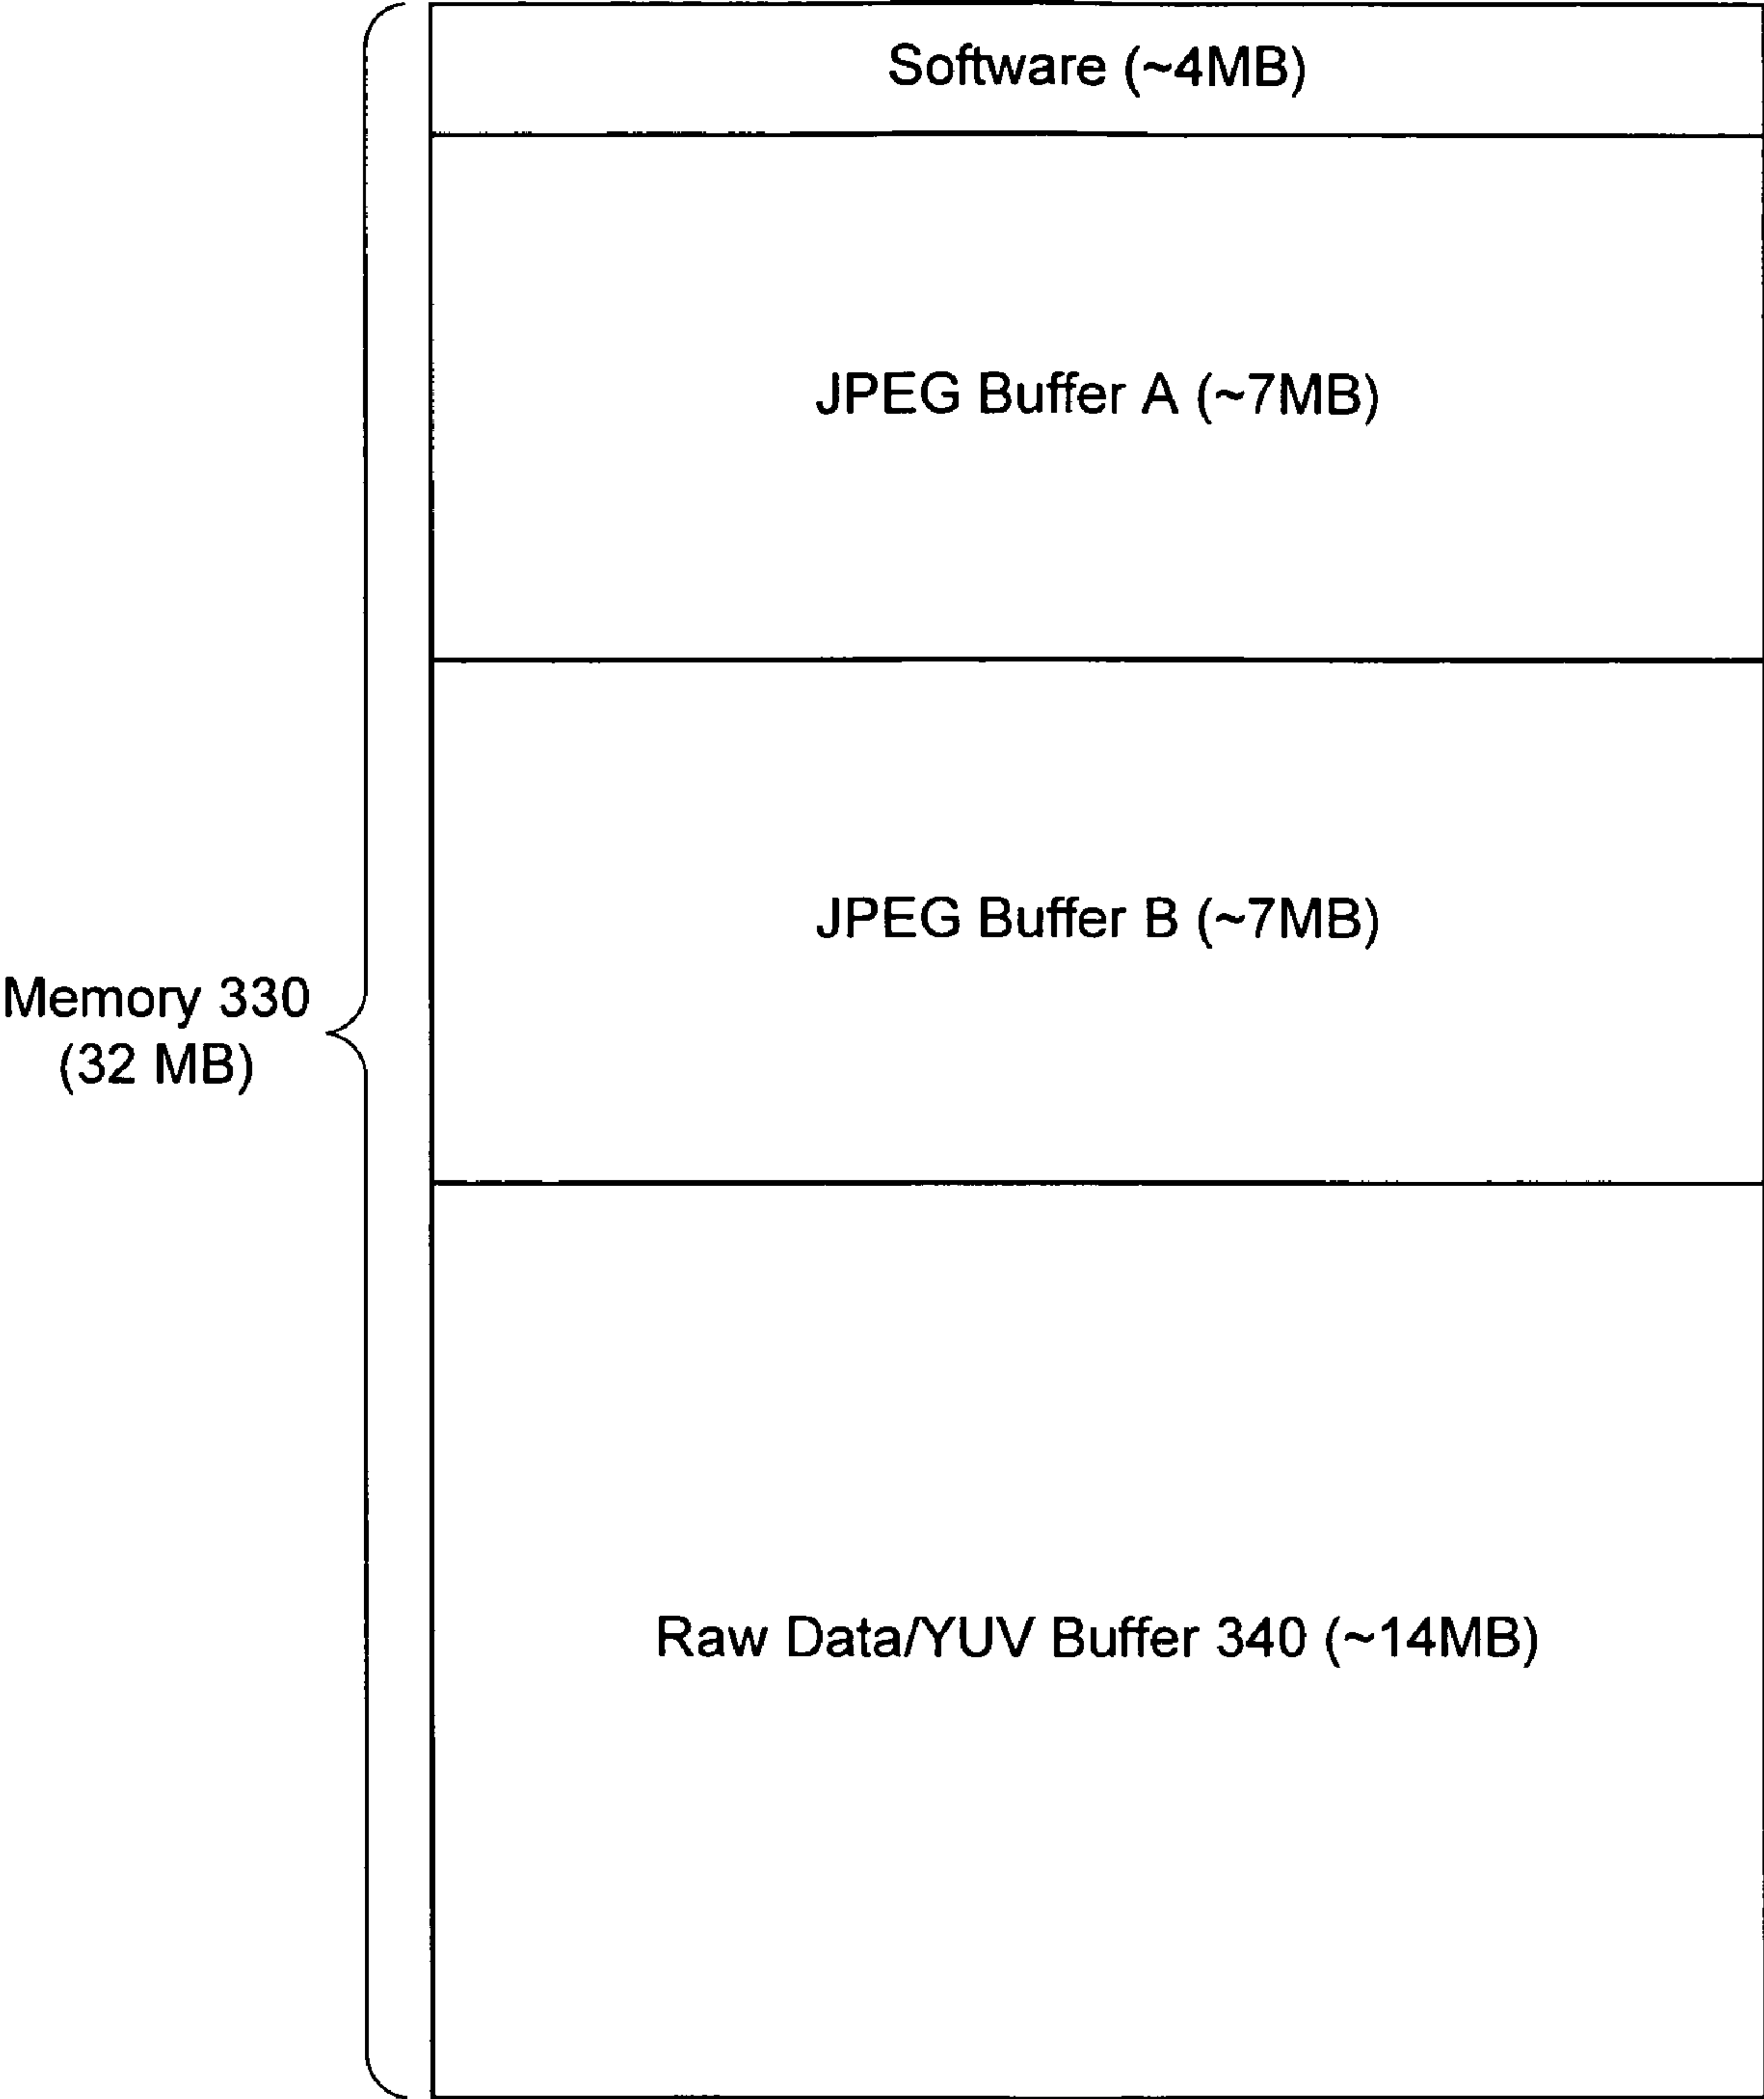 Software (~4MB)
JPEG Buffer A (~7MB)
JPEG Buffer B (~7MB)
Memory 330
(32 MB)
Raw Data/YUV Buffer 340 (~14MB)